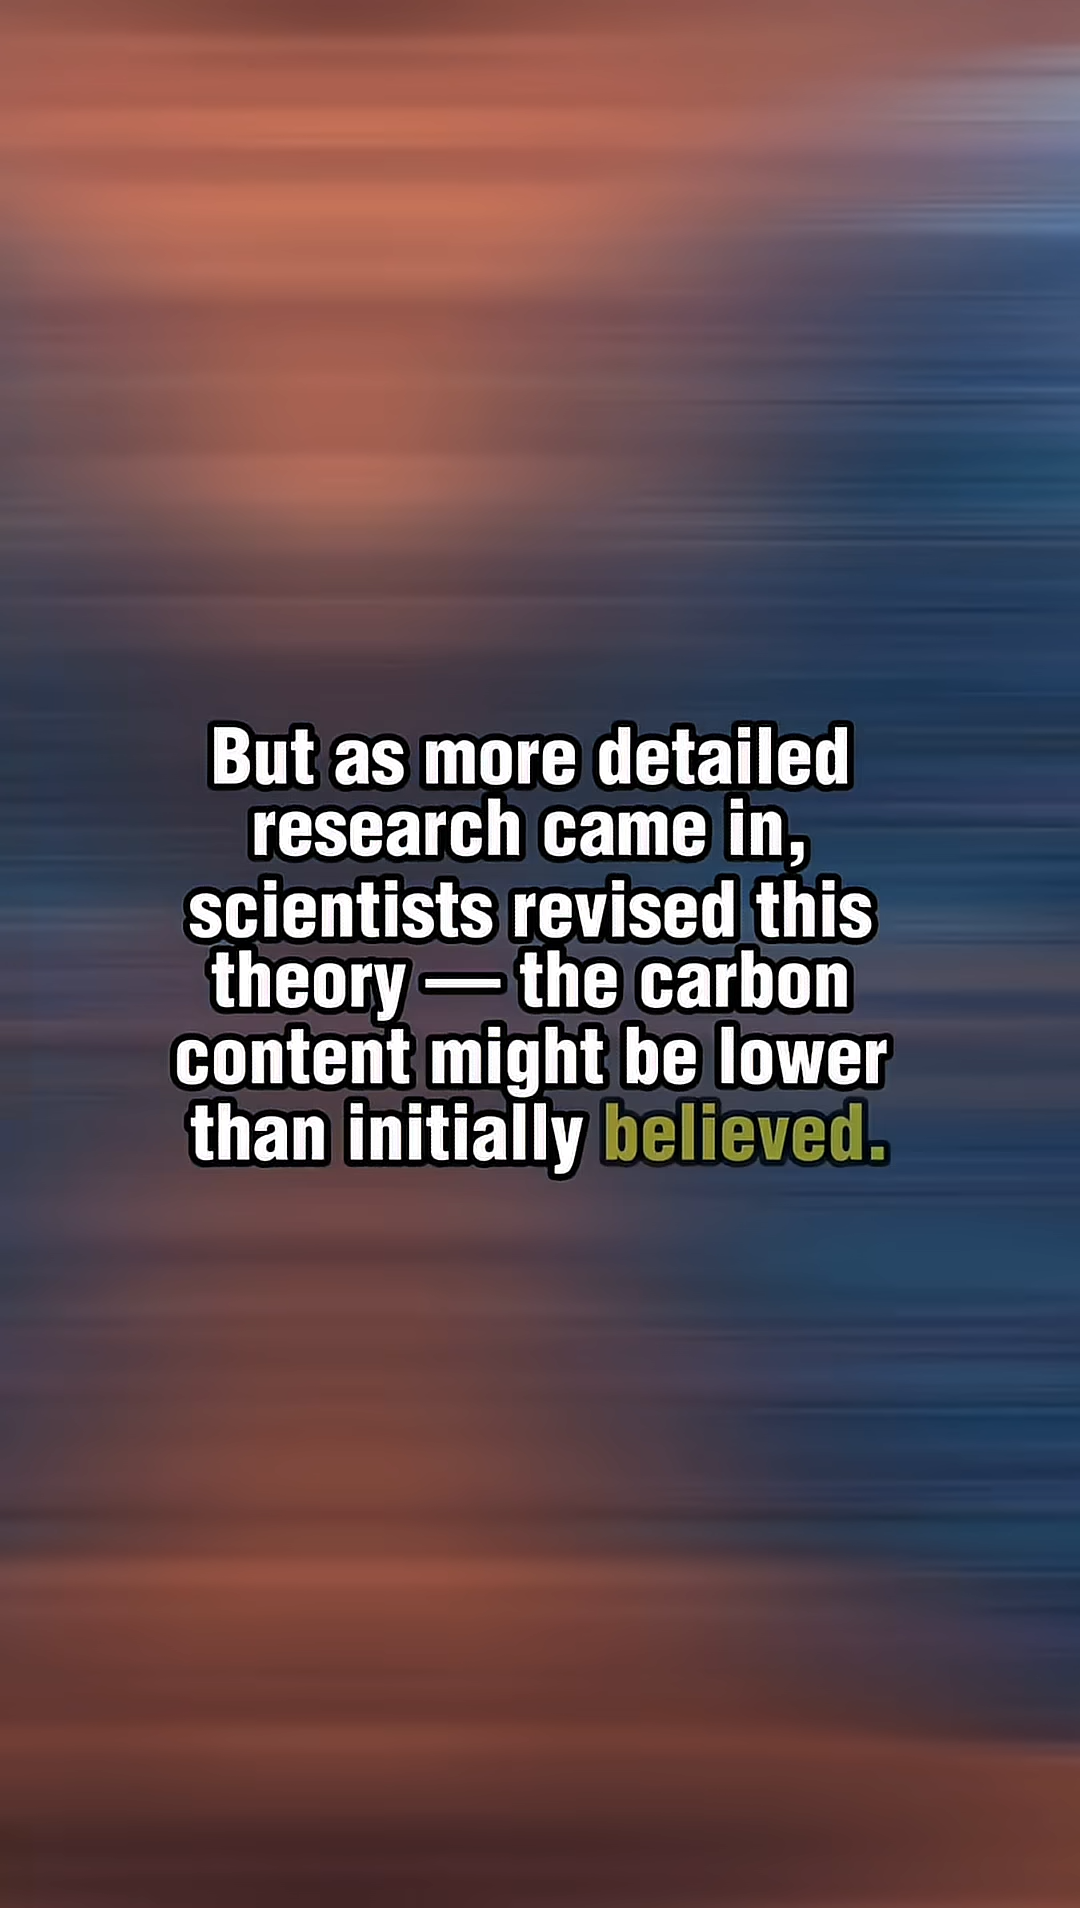 But as more detailed
research came in,
scientists revised this
theory — the carbon
content might be lower
than initially believed.